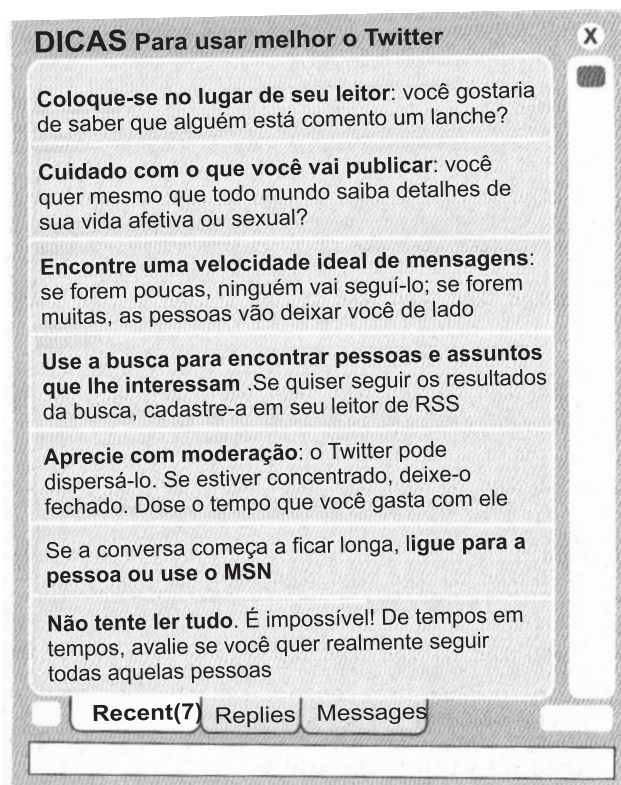 DICAS Para usar melhor o Twitter
X
Coloque-se no lugar de seu leitor: você gostaria
de saber que alguém está comento um lanche?
Cuidado com o que você vai publicar: você
quer mesmo que todo mundo saiba detalhes de
sua vida afetiva ou sexual?
Encontre uma velocidade ideal de mensagens:
se forem poucas, ninguém vai seguí-lo; se forem
muitas, as pessoas vão deixar você de lado
Use a busca para encontrar pessoas e assuntos
que lhe interessam .Se quiser seguir os resultados
da busca, cadastre-a em seu leitor de RSS
Aprecie com moderação: o Twitter pode
dispersá-lo. Se estiver concentrado, deixe-o
fechado. Dose o tempo que você gasta com ele
Se a conversa começa a ficar longa, ligue para a
pessoa ou use o MSN
Não tente ler tudo. É impossível! De tempos em
tempos, avalie se você quer realmente seguir
todas aquelas pessoas
Recent(7) Replies Messages